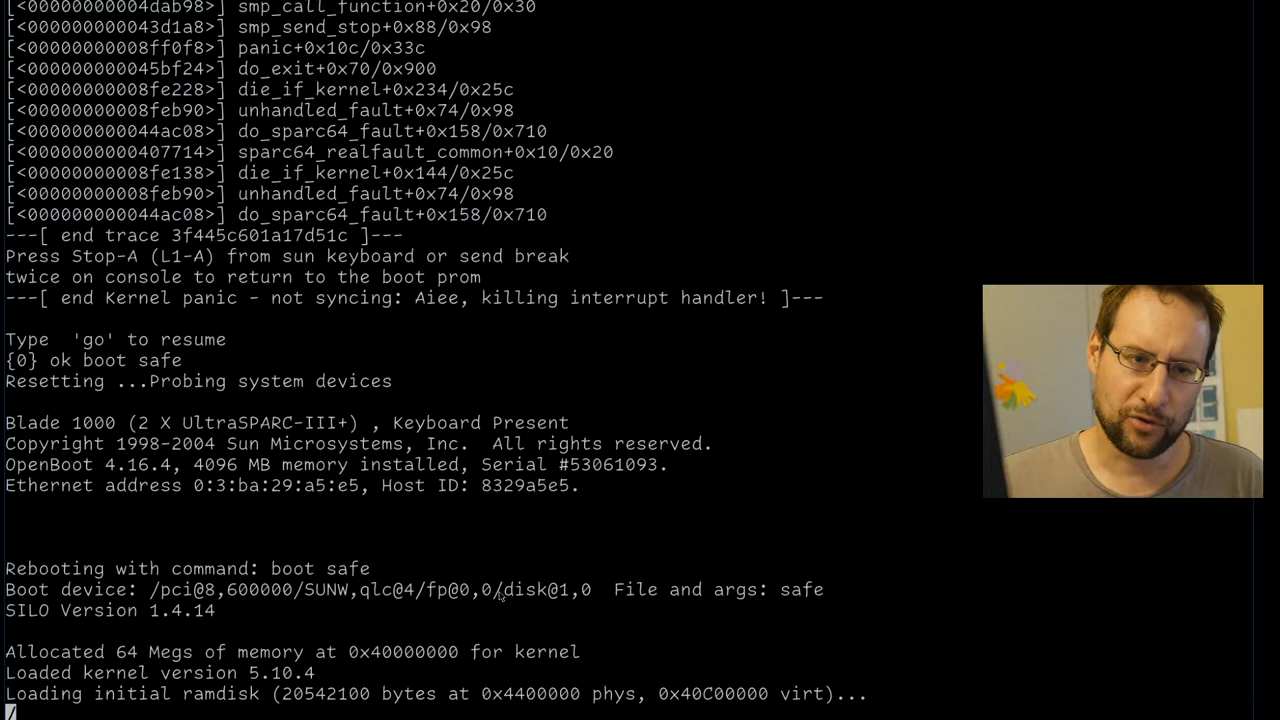 [<00000000004dab98>] smp_call_function+0x20/0x30
[<000000000043d1a8>] smp_send_stop+0x88/0x98
[<00000000008ff0f8>] panic+0x10c/0x33c
[<000000000045bf24>] do_exit+0x70/0x900
[<00000000008fe228>] die_if_kernel+0x234/0x25c
[<00000000008feb90>] unhandled_fault+0x74/0x98
[<000000000044ac08>] do_sparc64_fault+0x158/0x710
[<0000000000407714>] sparc64_realfault_common+0x10/0x20
[<00000000008fe138>] die_if_kernel+0x144/0x25c
[<00000000008feb90>] unhandled_fault+0x74/0x98
[<000000000044ac08>] do_sparc64_fault+0x158/0x710
---[ end trace 3f445c601a17d51c ]---
Press Stop-A (L1-A) from sun keyboard or send break
twice on console to return to the boot prom
---[ end Kernel panic - not syncing: Aiee, killing interrupt handler! ]---
Type  'go' to resume
{0} ok boot safe
Resetting ...Probing system devices
Blade 1000 (2 X UltraSPARC-III+) , Keyboard Present
Copyright 1998-2004 Sun Microsystems, Inc.  All rights reserved.
OpenBoot 4.16.4, 4096 MB memory installed, Serial #53061093.
Ethernet address 0:3:ba:29:a5:e5, Host ID: 8329a5e5.
Rebooting with command: boot safe
Boot device: /pci@8,600000/SUNW,qlc@4/fp@0,0/disk@1,0  File and args: safe
SILO Version 1.4.14
Allocated 64 Megs of memory at 0x40000000 for kernel
Loaded kernel version 5.10.4
Loading initial ramdisk (20542100 bytes at 0x4400000 phys, 0x40C00000 virt)...
/